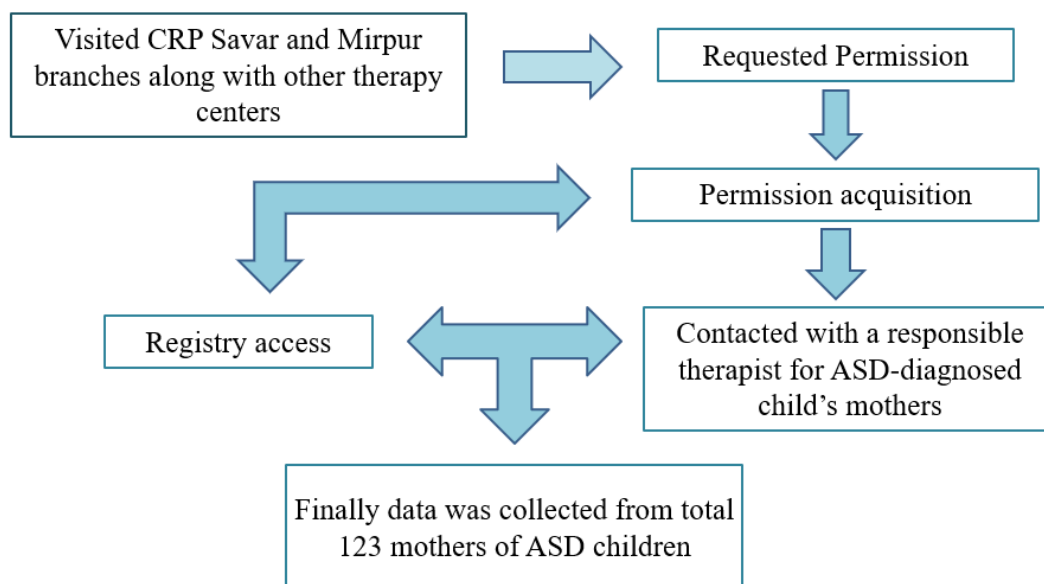 Visited CRP Savar and Mirpur
branches along with other therapy
centers
Requested Permission
Permission acquisition
Registry access
Contacted with a responsible
therapist for ASD-diagnosed
child’s mothers
Finally data was collected from total
123 mothers of ASD children